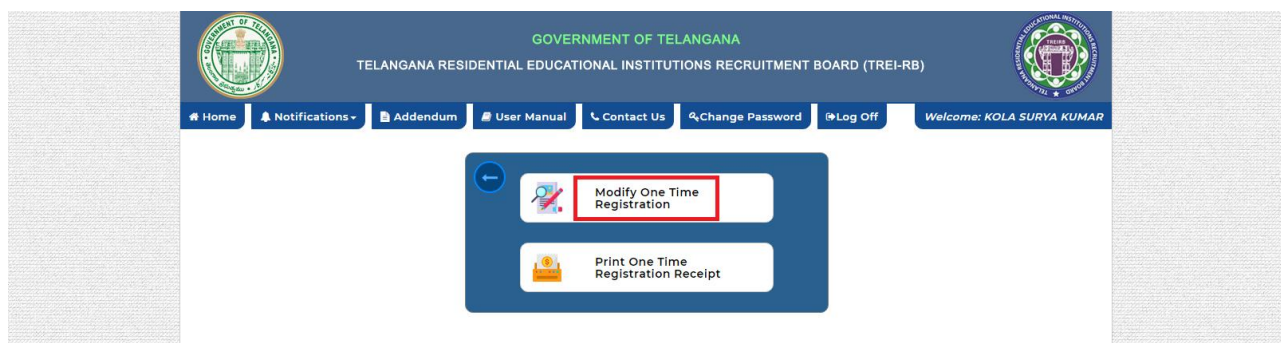 GOVERNMENT OF TELANGANA
TELANGANA RESIDENTIAL EDUCATIONAL INSTITUTIONS RECRUITMENT BOARD (TREI-RB)
Home Notifications Addendum User Manual Contact Us Change Password Log Off Welcome: KOLA SURYA KUMAR
Modify One Time
Registration
Print One Time
Registration Receipt